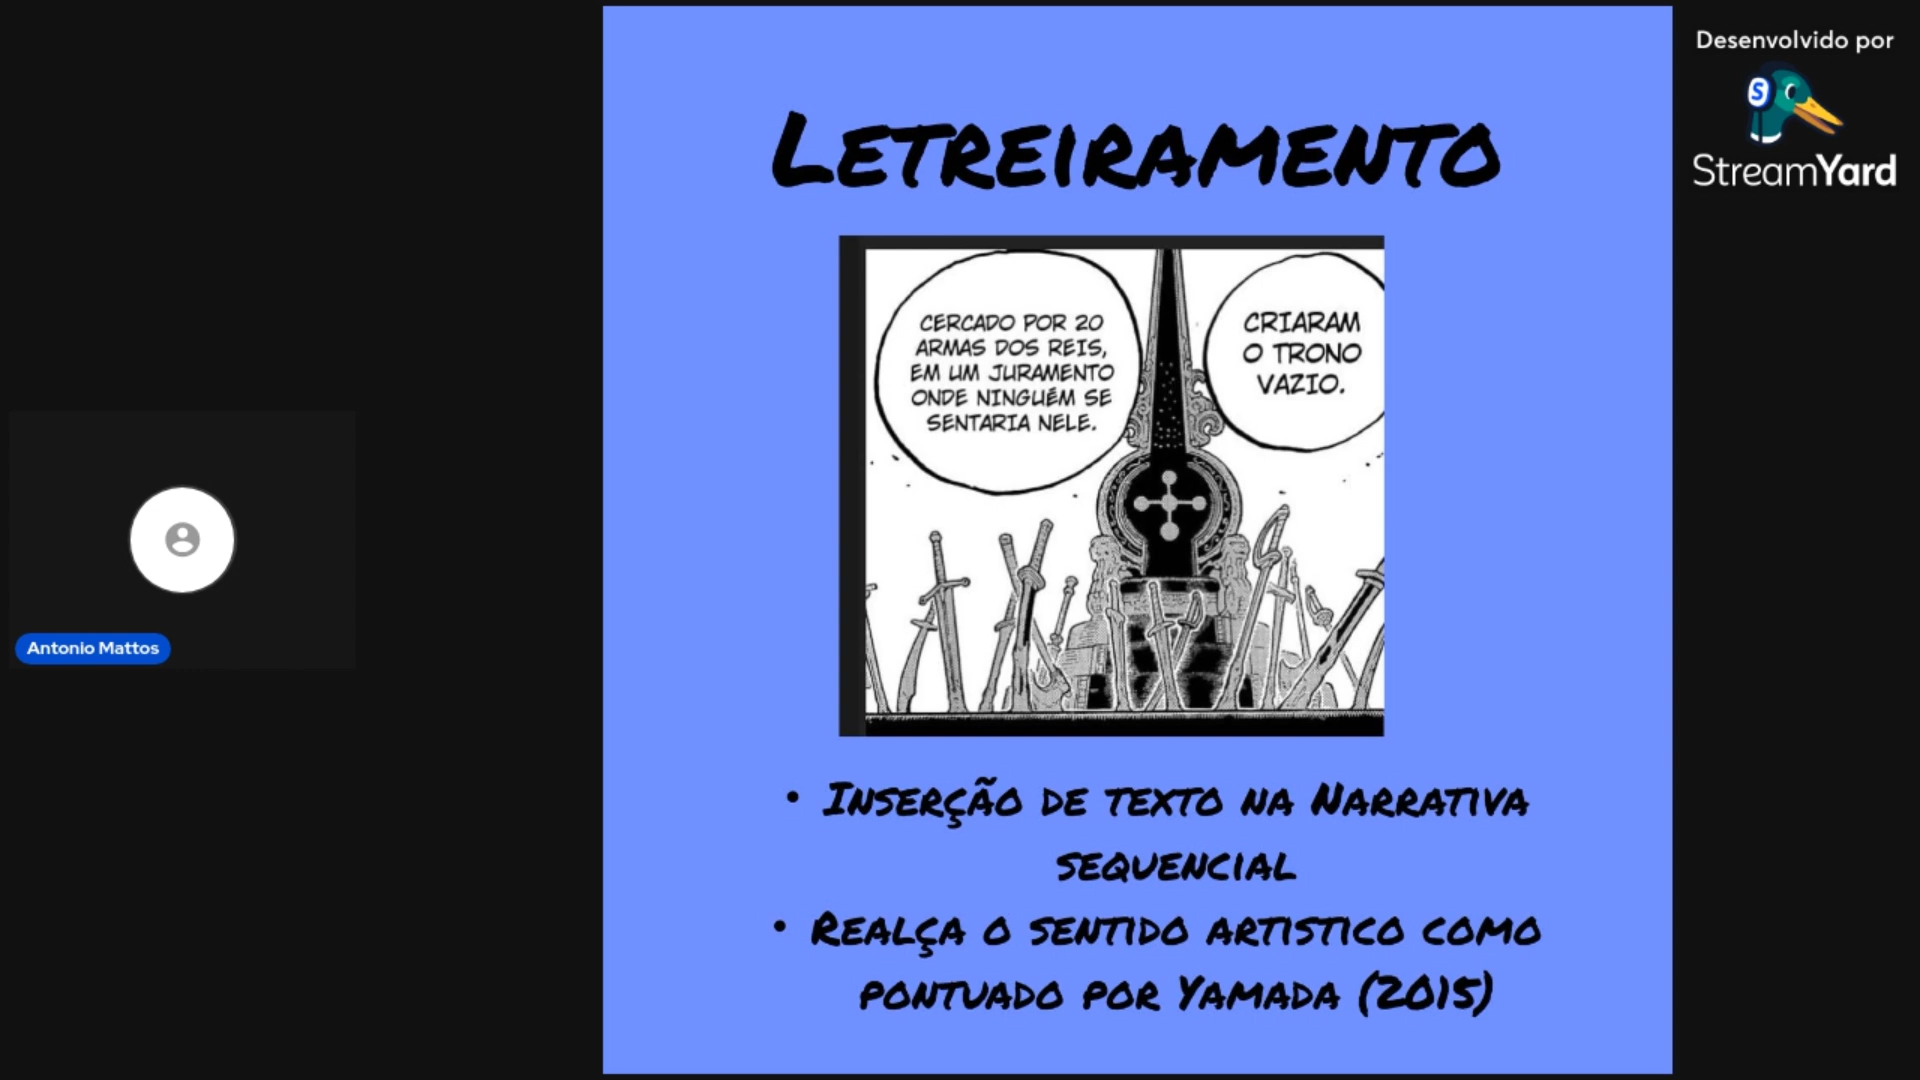 Desenvolvido por
StreamYard
LETREIRAMENTO
CERCADO POR 20
ARMAS DOS REIS,
EM UM JURAMENTO
ONDE NINGUÉM SE
SENTARIA NELE.
CRIARAM
O TRONO
VAZIO.
Antonio Mattos
• INSERÇÃO DE TEXTO NA NARRATIVA
SEQUENCIAL
• REALÇA O SENTIDO ARTISTICO COMO
PONTUADO POR YAMADA (2015)